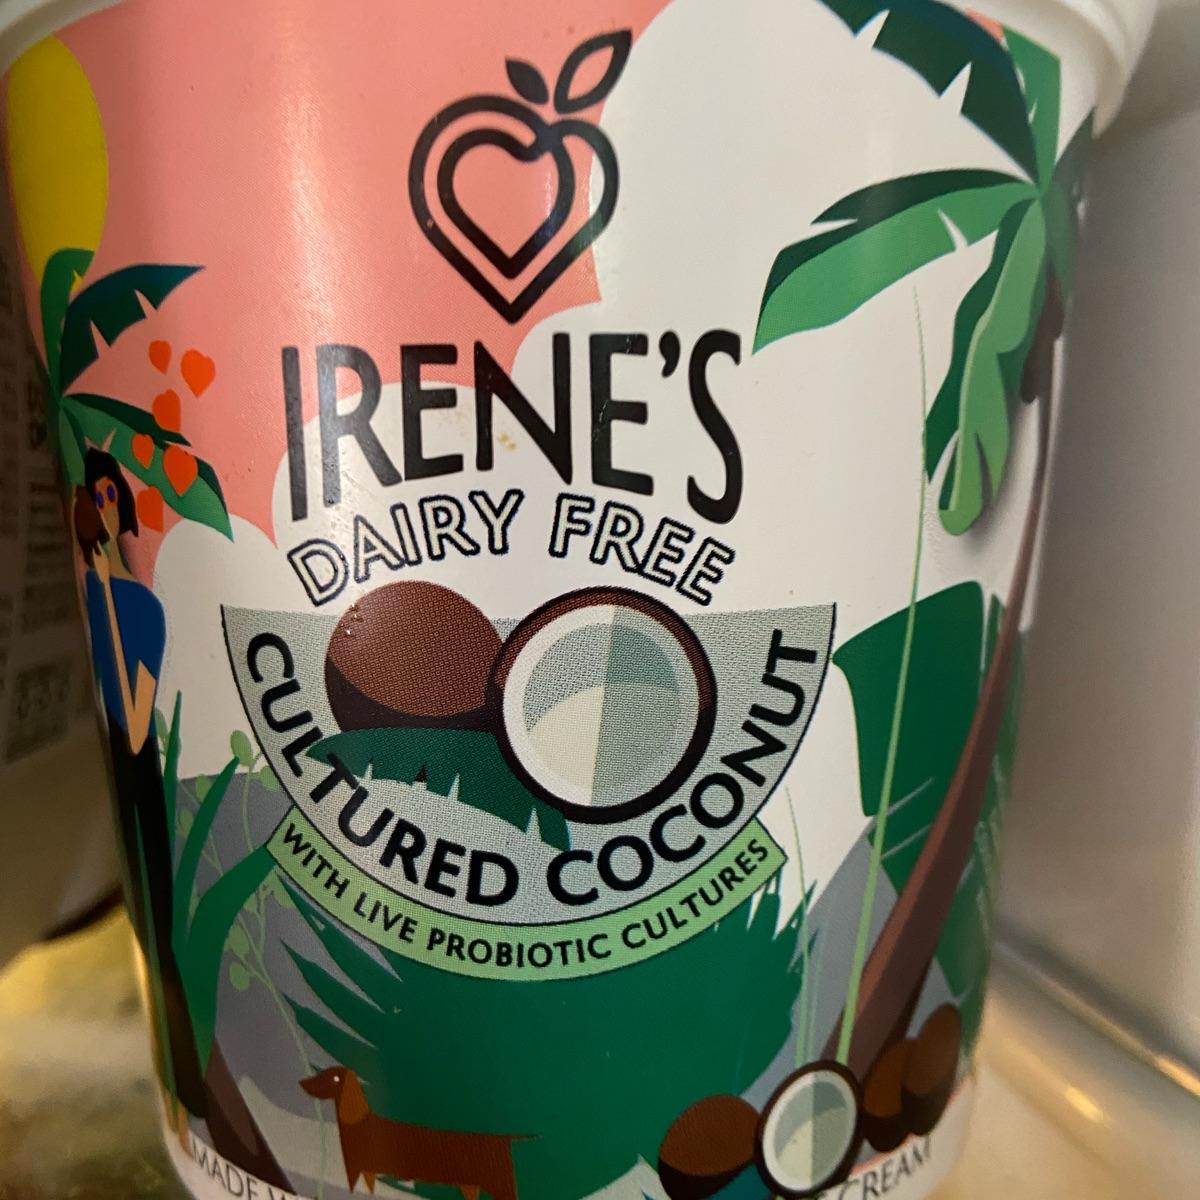 IRENE'S
DAIRY FREE
CULTURED COCONUT
WITH LIVE PROBIOTIC CULTURES
MADE
CREAM